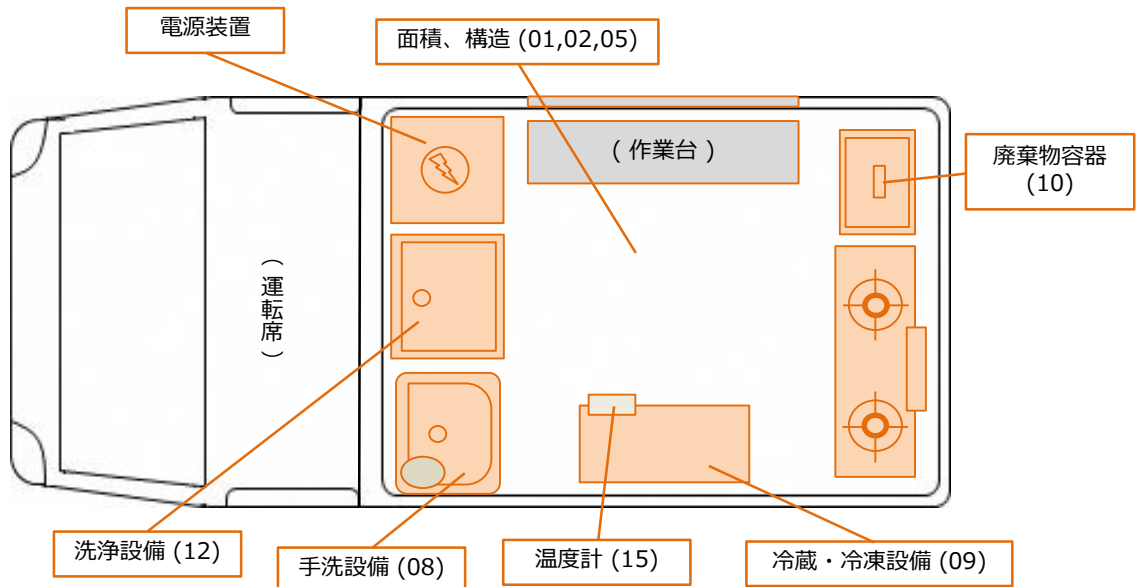 電源装置
面積、構造 (01,02,05)
( 作業台 )
廃棄物容器
(10)
(運転席)
洗浄設備 (12)
手洗設備 (08)
温度計 (15)
冷蔵・冷凍設備 (09)